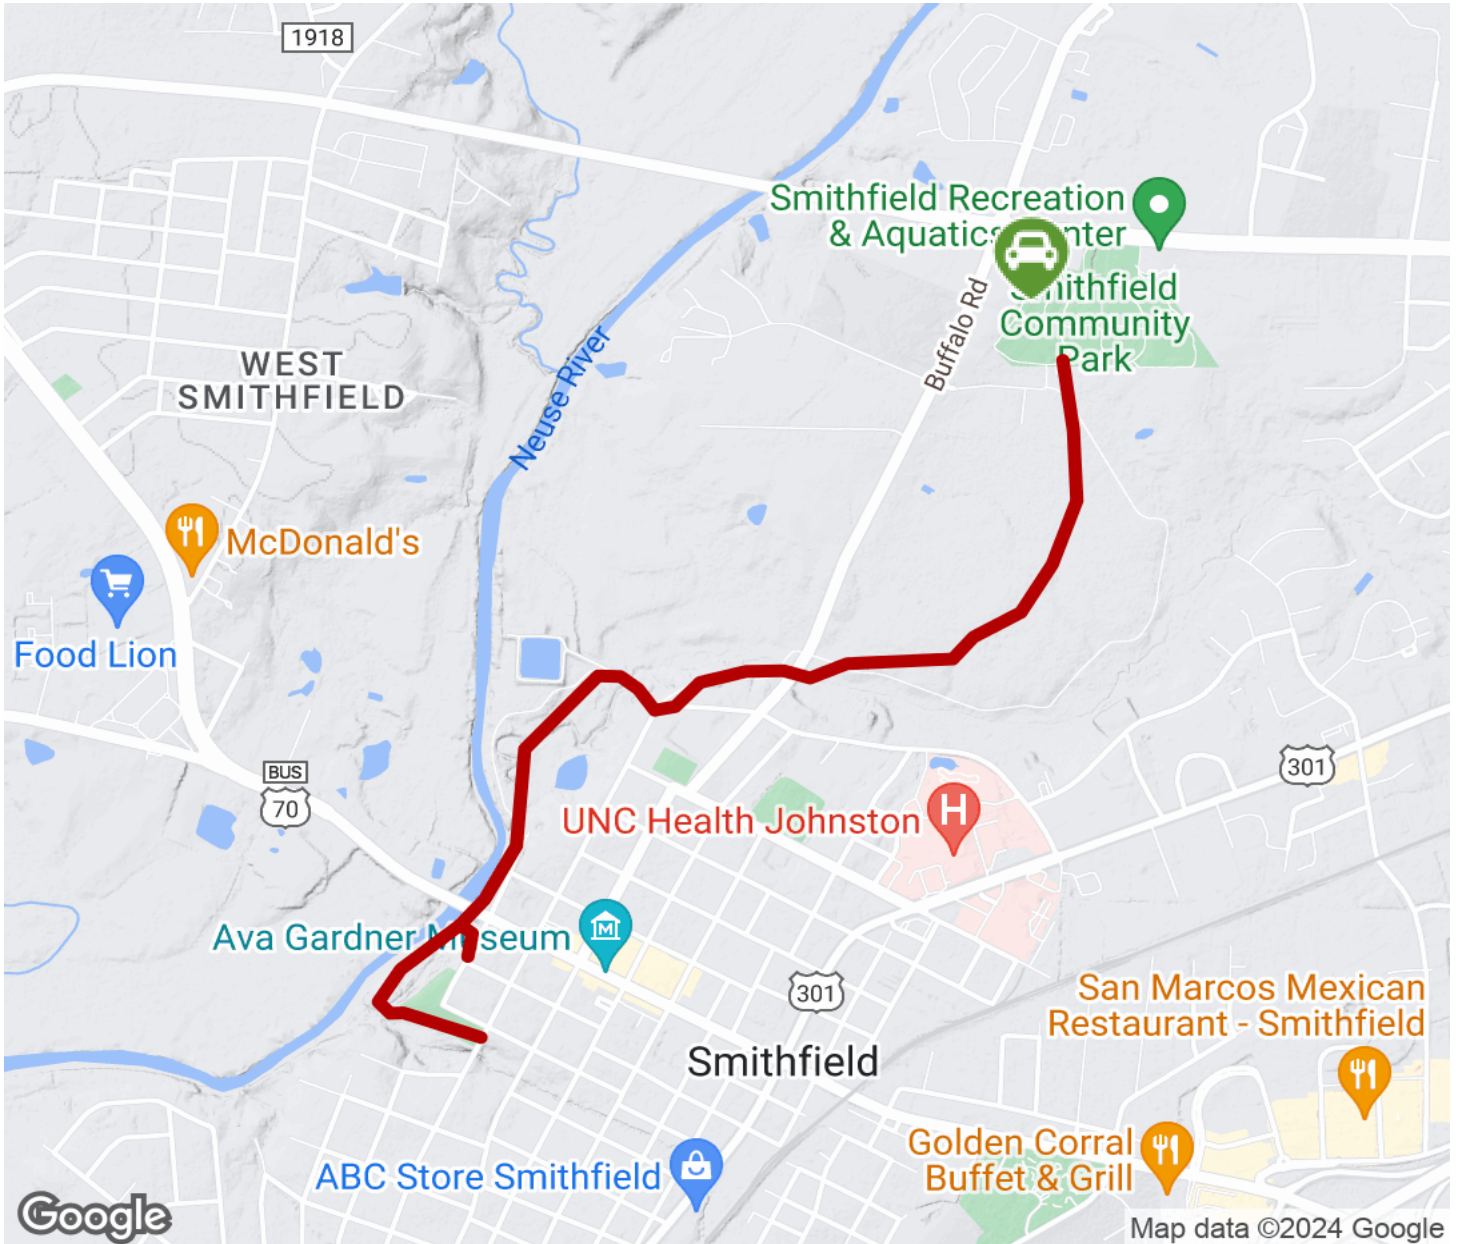 1918
Smithfield Recreation
& Aquatics
nter
Smithfield
Community
Park
Buffalo Rd
Neuse River
WEST
SMITHFIELD
McDonald's
Food Lion
BUS
70
301
UNC Health Johnston
H
Ava Gardner Museum
M
301
San Marcos Mexican
Restaurant - Smithfield
Smithfield
Golden Corral
Buffet & Grill
ABC Store Smithfield
Google
Map data ©2024 Google